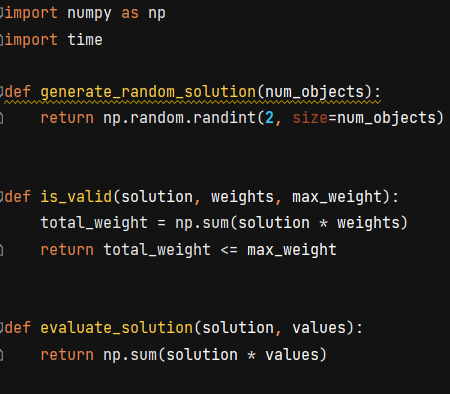 import numpy as np
import time
def generate_random_solution(num_objects):
    return np.random.randint(2, size=num_objects)
def is_valid(solution, weights, max_weight):
    total_weight = np.sum(solution * weights)
    return total_weight <= max_weight
def evaluate_solution(solution, values):
    return np.sum(solution * values)